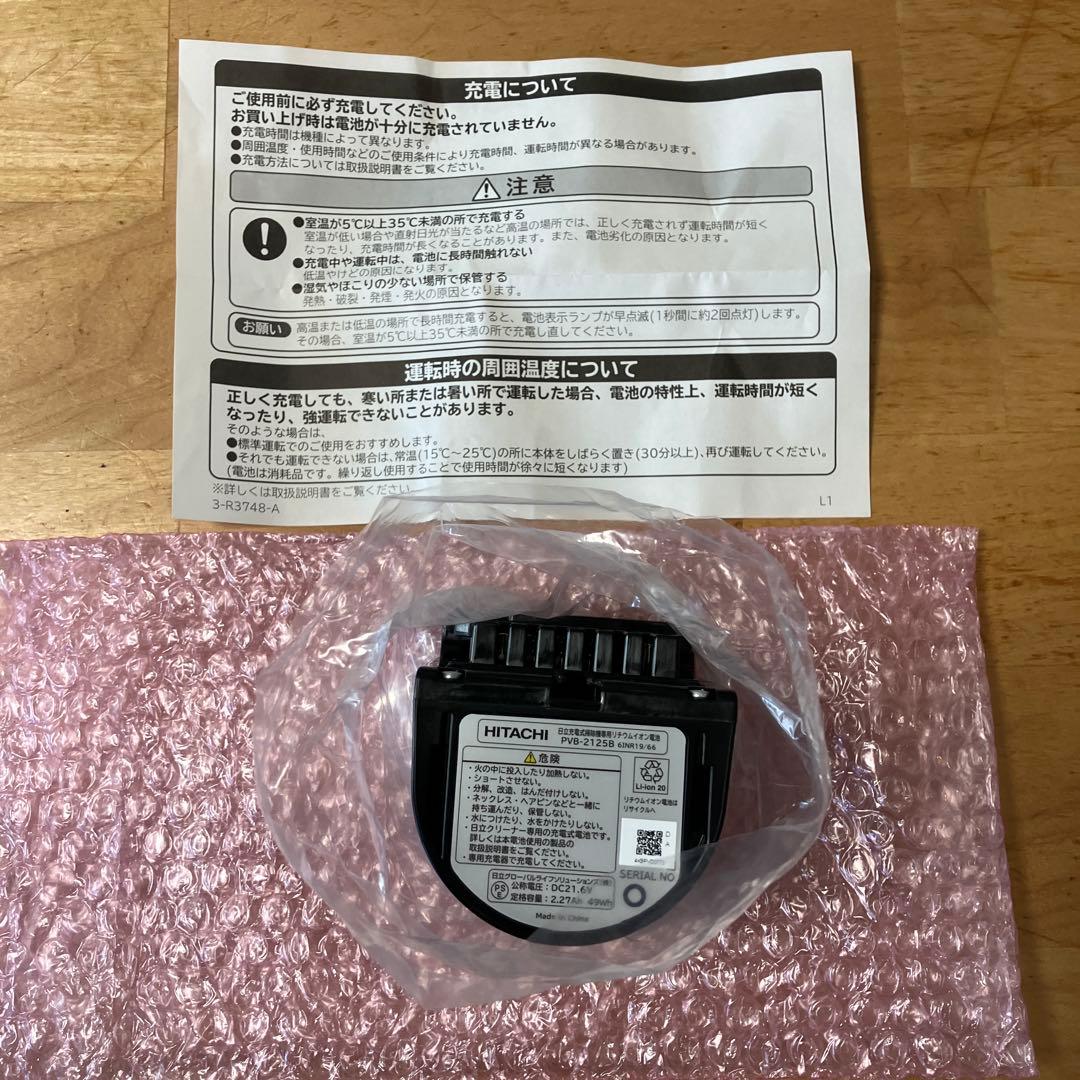 充電について
ご使用前に必ず充電してください。
お買い上げ時は電池が十分に充電されていません。
●充電時間は機種によって異なります。
●周囲温度・使用時間などのご使用条件により充電時間、運転時間が異なる場合があります。
●充電方法については取扱説明書をご覧ください。
⚠注意
●室温が5℃以上35℃未満の所で充電する
室温が低い場合や直射日光が当たるなど高温の場所では、正しく充電されず運転時間が短く
なったり、充電時間が長くなることがあります。また、電池劣化の原因となります。
●充電中や運転中は、電池に長時間触れない
低温やけどの原因になります。
●湿気やほこりの少ない場所で保管する
発熱・破裂・発煙・発火の原因となります。
お願い 高温または低温の場所で長時間充電すると、電池表示ランプが早点滅(1秒間に約2回点灯)します。
その場合、室温が5℃以上35℃未満の所で充電し直してください。
運転時の周囲温度について
正しく充電しても、寒い所または暑い所で運転した場合、電池の特性上、運転時間が短く
なったり、強運転できないことがあります。
そのような場合は、
●標準運転でのご使用をおすすめします。
●それでも運転できない場合は、常温(15℃~25℃)の所に本体をしばらく置き(30分以上)、再び運転してください。
(電池は消耗品です。繰り返し使用することで使用時間が徐々に短くなります)
※詳しくは取扱説明書をご覧ください。
3-R3748-A
L1
HITACHI 日立充電式掃除機専用リチウムイオン電池
PVB-2125B 6INR19/66
⚠危険
・火の中に投入したり加熱しない。
・ショートさせない。
・分解、改造、はんだ付けしない。
・ネックレス・ヘアピンなどと一緒に
持ち運んだり、保管しない。
・水につけたり、水をかけたりしない。
・日立クリーナー専用の充電式電池です。
詳しくは本電池使用の製品の
取扱説明書をご覧ください。
・専用充電器で充電してください。
Li-ion 20
リチウムイオン電池は
リサイクルへ
D
A
SERIAL NO
日立グローバルライフソリューションズ(株)
PSE
公称電圧：DC21.6V
定格容量：2.27Ah 49Wh
Made in China